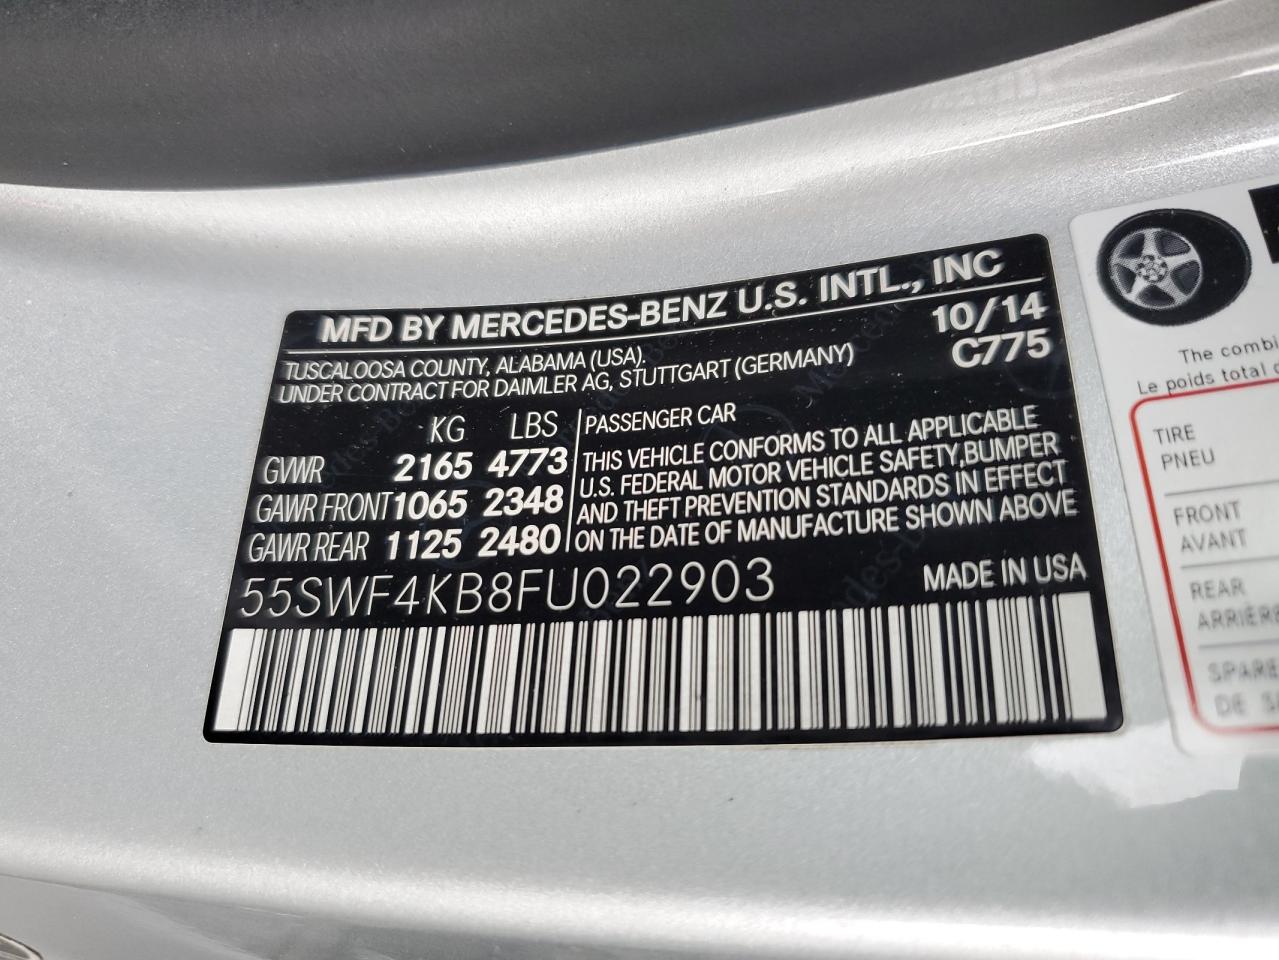 MFD BY MERCEDES-BENZ U.S. INTL., INC
TUSCALOOSA COUNTY, ALABAMA (USA).
UNDER CONTRACT FOR DAIMLER AG, STUTTGART (GERMANY)
10/14
C775
KG LBS
GVWR 2165 4773
GAWR FRONT 1065 2348
GAWR REAR 1125 2480
PASSENGER CAR
THIS VEHICLE CONFORMS TO ALL APPLICABLE
U.S. FEDERAL MOTOR VEHICLE SAFETY,BUMPER
AND THEFT PREVENTION STANDARDS IN EFFECT
ON THE DATE OF MANUFACTURE SHOWN ABOVE
55SWF4KB8FU022903
MADE IN USA
The combi
Le poids total
TIRE
PNEU
FRONT
AVANT
REAR
ARRIÈRE
SPARE
DE